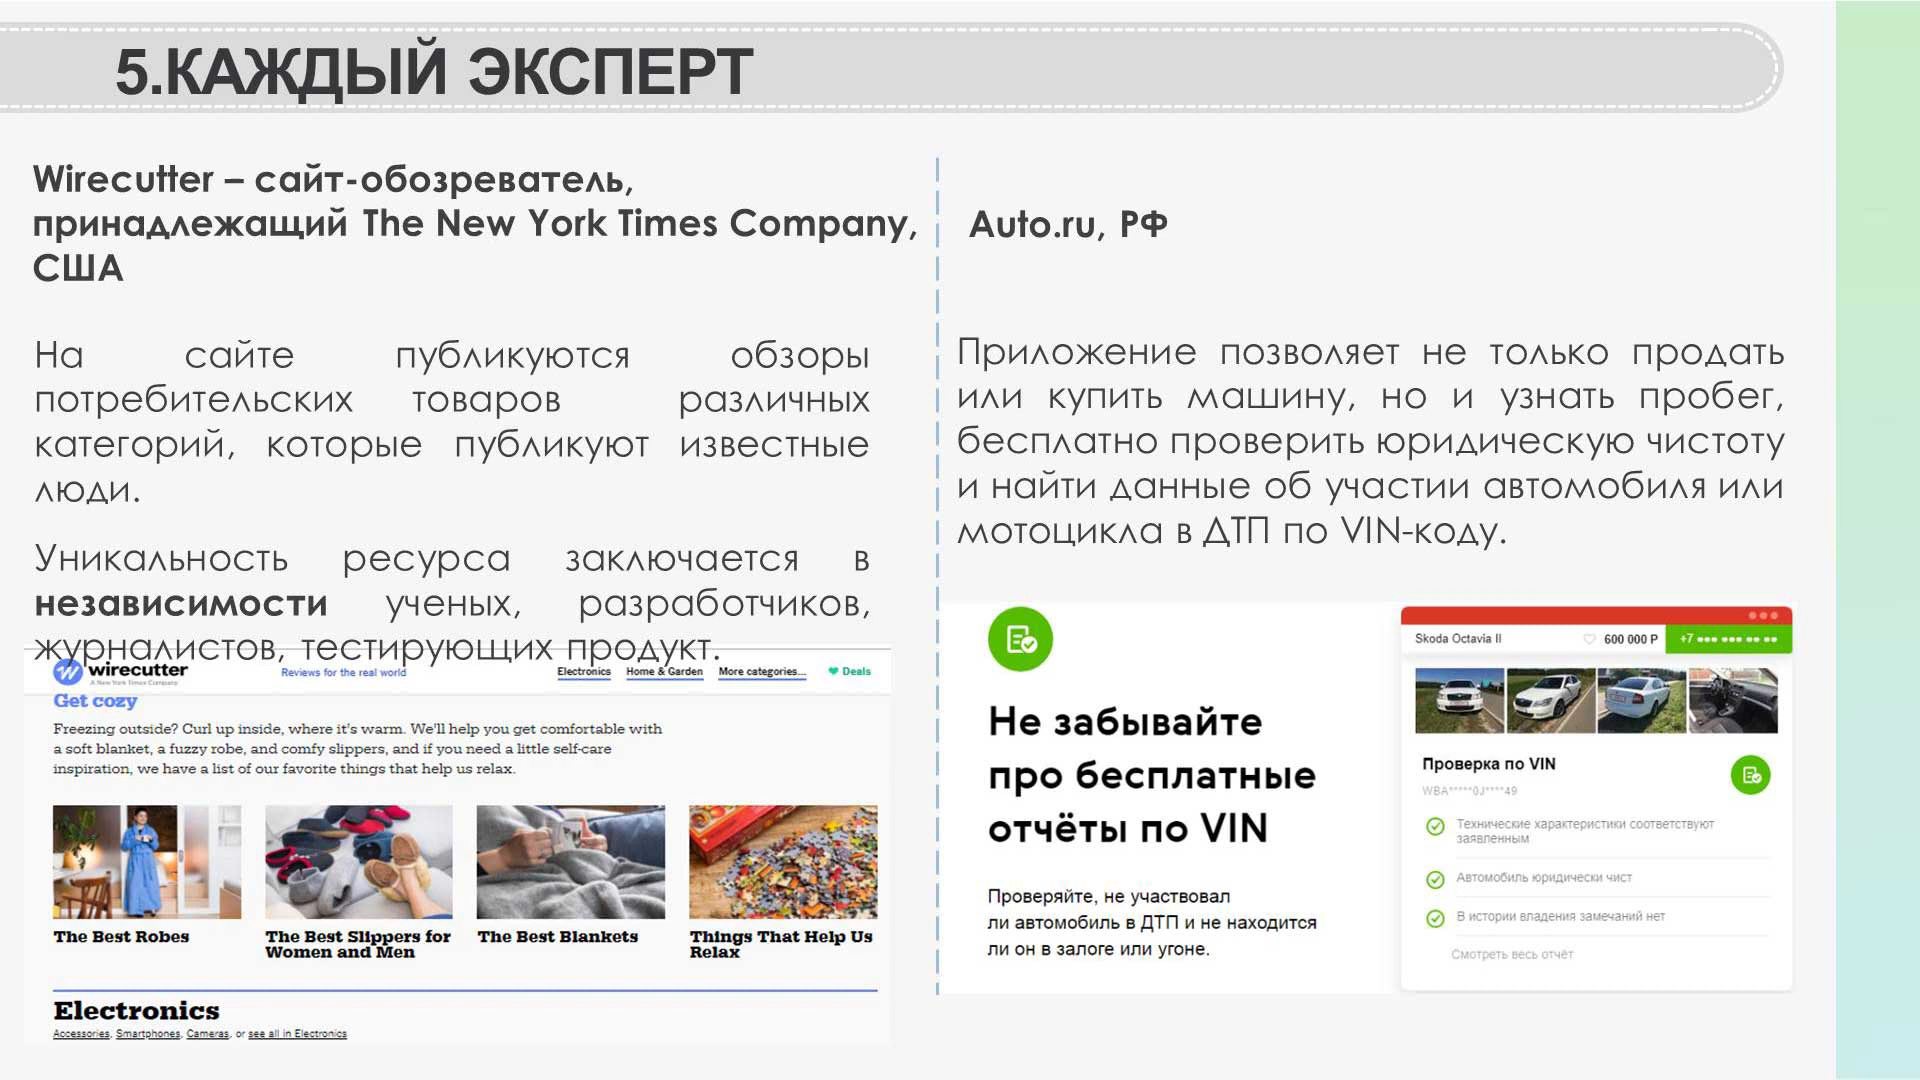 5.КАЖДЫЙ ЭКСПЕРТ
Wirecutter – сайт-обозреватель,
принадлежащий The New York Times Company,
США
На сайте публикуются обзоры
потребительских товаров различных
категорий, которые публикуют известные
люди.
Уникальность ресурса заключается в
независимости ученых, разработчиков,
журналистов, тестирующих продукт.
wirecutter
A New York Times Company
Reviews for the real world
Electronics
Home & Garden
More categories...
Deals
Get cozy
Freezing outside? Curl up inside, where it's warm. We'll help you get comfortable with
a soft blanket, a fuzzy robe, and comfy slippers, and if you need a little self-care
inspiration, we have a list of our favorite things that help us relax.
The Best Robes
The Best Slippers for
Women and Men
The Best Blankets
Things That Help Us
Relax
Electronics
Accessories, Smartphones, Cameras, or see all in Electronics
Auto.ru, РФ
Приложение позволяет не только продать
или купить машину, но и узнать пробег,
бесплатно проверить юридическую чистоту
и найти данные об участии автомобиля или
мотоцикла в ДТП по VIN-коду.
Не забывайте
про бесплатные
отчёты по VIN
Проверяйте, не участвовал
ли автомобиль в ДТП и не находится
ли он в залоге или угоне.
Skoda Octavia II
600 000 Р
+7 ••• ••• •• ••
Проверка по VIN
WBA*****0J****49
Технические характеристики соответствуют
заявленным
Автомобиль юридически чист
В истории владения замечаний нет
Смотреть весь отчёт